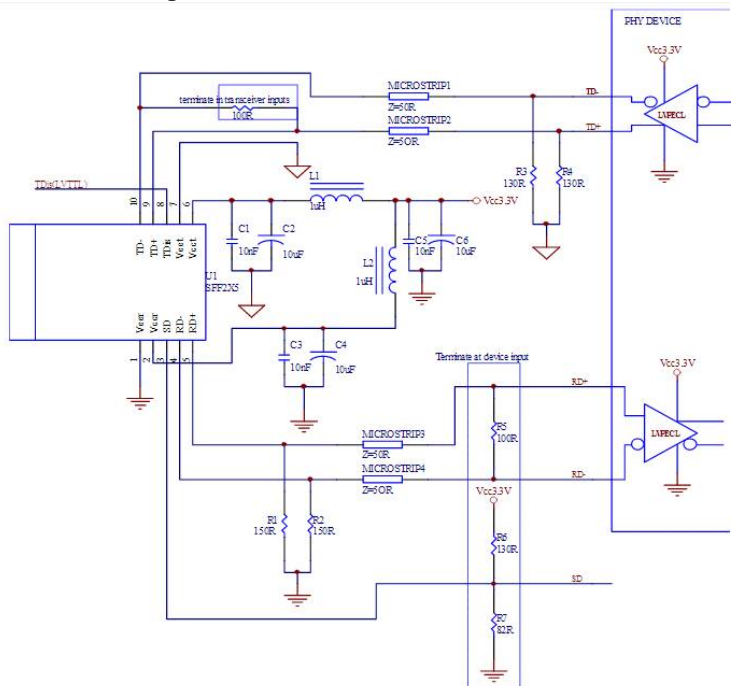 PHY DEVICE
Vcc3.3V
MICROSTRIP1
TD-
terminate in transceiver inputs
Z=50R
LVPECL
100R
MICROSTRIP2
TD+
Z=5OR
R3
130R
R4
130R
TDis(LVTTL)
10
9
8
7
6
L1
1uH
Vcc3.3V
TD-
TD+
TDis
Veet
Vcct
C1
10nF
C2
10uF
C5
10nF
C6
10uF
L2
1uH
U1
SFF2X5
Veer
Vccr
SD
RD-
RD+
1
2
3
4
5
C3
10nF
C4
10uF
Terminate at device input
Vcc3.3V
RD+
MICROSTRIP3
Z=50R
R5
100R
LVPECL
MICROSTRIP4
Z=5OR
RD-
Vcc3.3V
R1
150R
R2
150R
R6
130R
SD
R7
82R